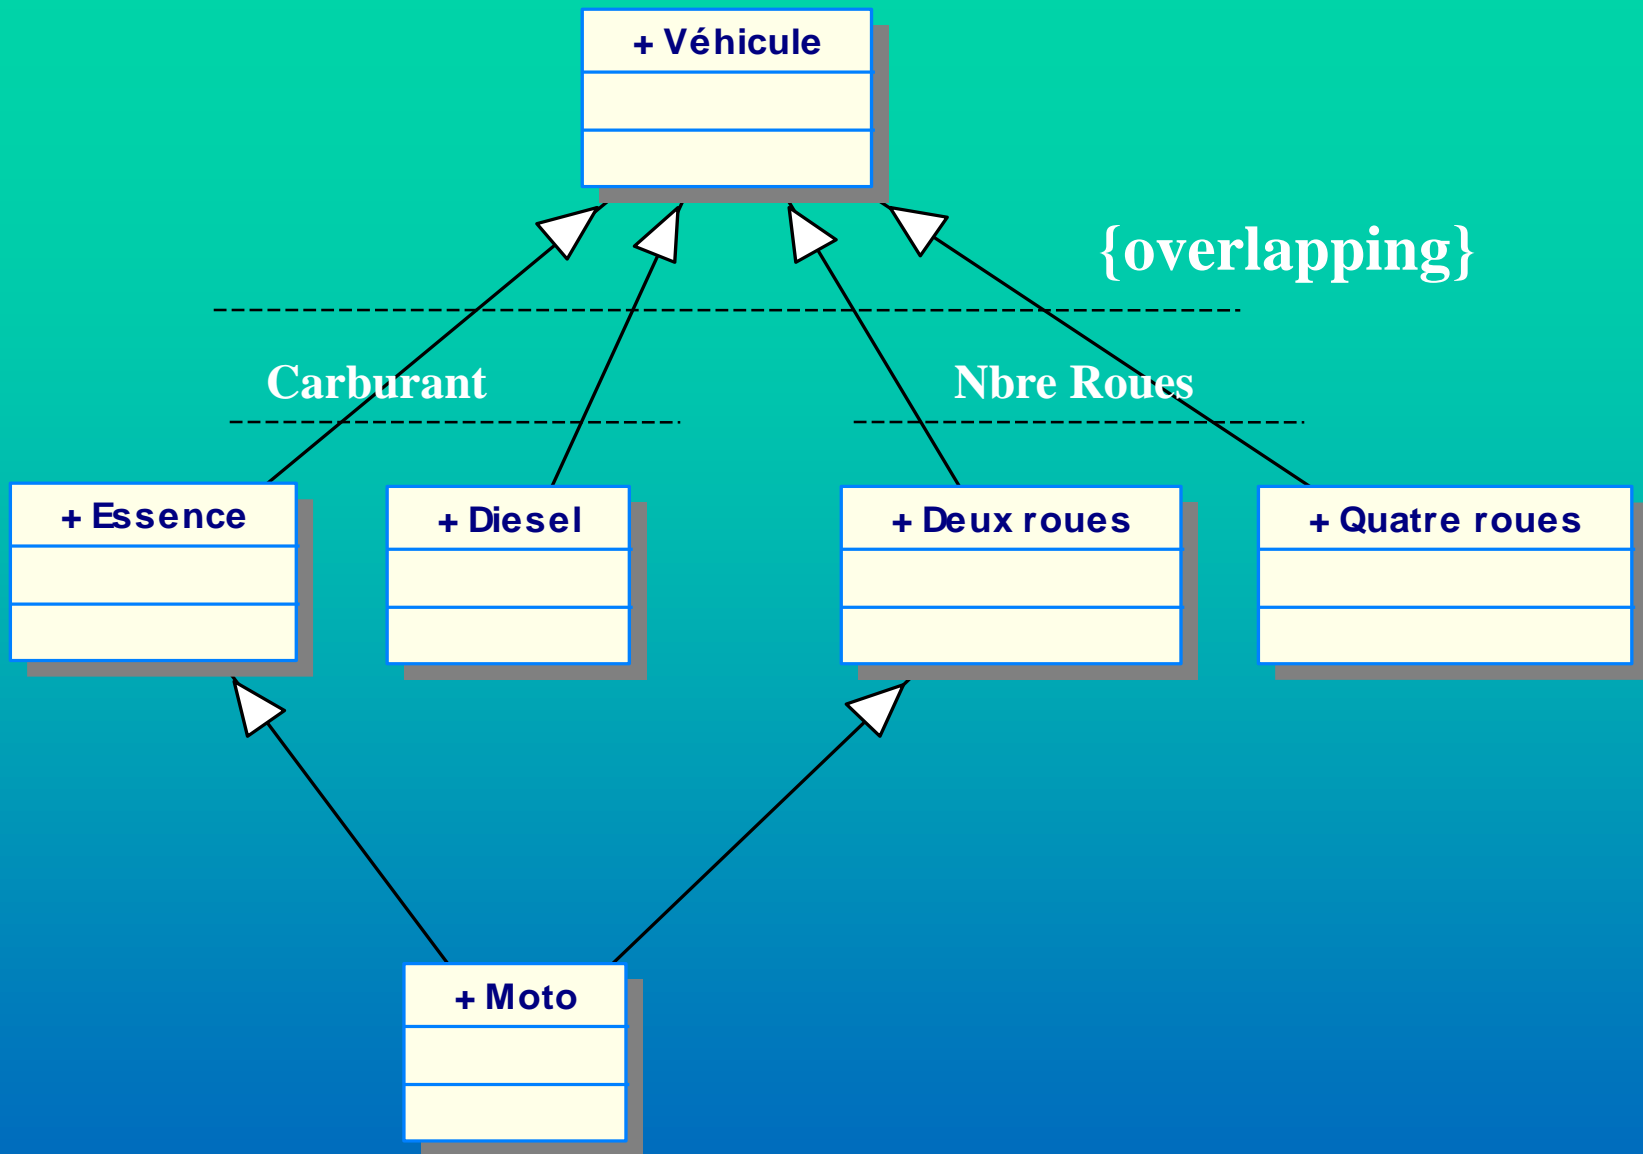 + Véhicule
{overlapping}
Carburant
Nbre Roues
+ Essence
+ Diesel
+ Deux roues
+ Quatre roues
+ Moto